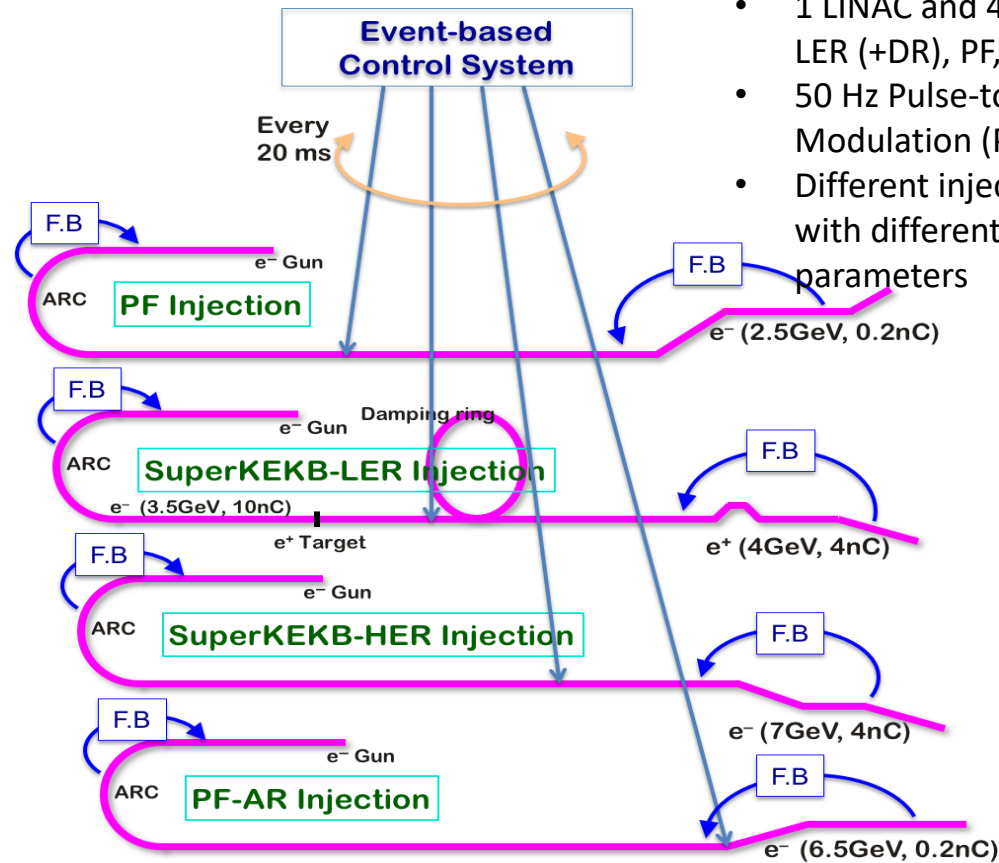 Event-based
Control System
Every
20 ms
• 1 LINAC and 4
LER (+DR), PF,
• 50 Hz Pulse-to
Modulation (
• Different injec
with different
parameters
F.B
e⁻ Gun
ARC
PF Injection
F.B
e⁻ (2.5GeV, 0.2nC)
F.B
e⁻ Gun
Damping ring
ARC
SuperKEKB-LER Injection
F.B
e⁻ (3.5GeV, 10nC)
e⁺ Target
e⁺ (4GeV, 4nC)
F.B
e⁻ Gun
ARC
SuperKEKB-HER Injection
F.B
e⁻ (7GeV, 4nC)
F.B
e⁻ Gun
ARC
PF-AR Injection
F.B
e⁻ (6.5GeV, 0.2nC)